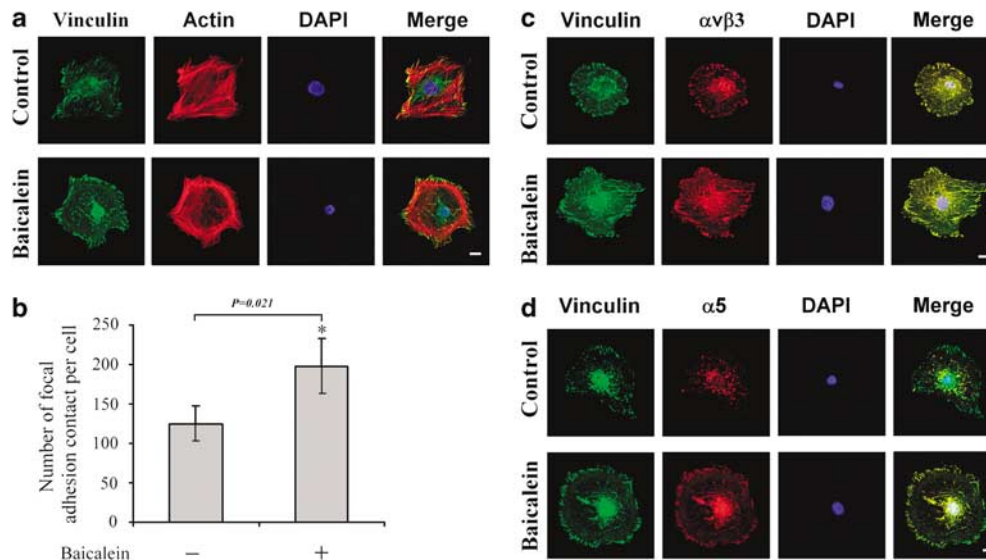 a
Vinculin Actin DAPI Merge
Control
Baicalein
b
P=0.021
*
Number of focal
adhesion contact per cell
250
200
150
100
50
0
Baicalein − +
c
Vinculin αvβ3 DAPI Merge
Control
Baicalein
d
Vinculin α5 DAPI Merge
Control
Baicalein